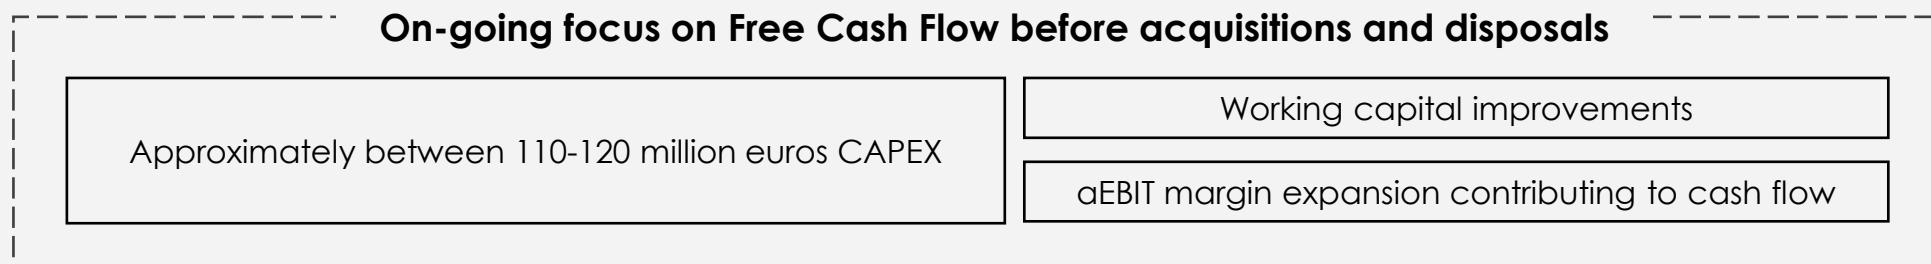 On-going focus on Free Cash Flow before acquisitions and disposals
Approximately between 110-120 million euros CAPEX
Working capital improvements
aEBIT margin expansion contributing to cash flow